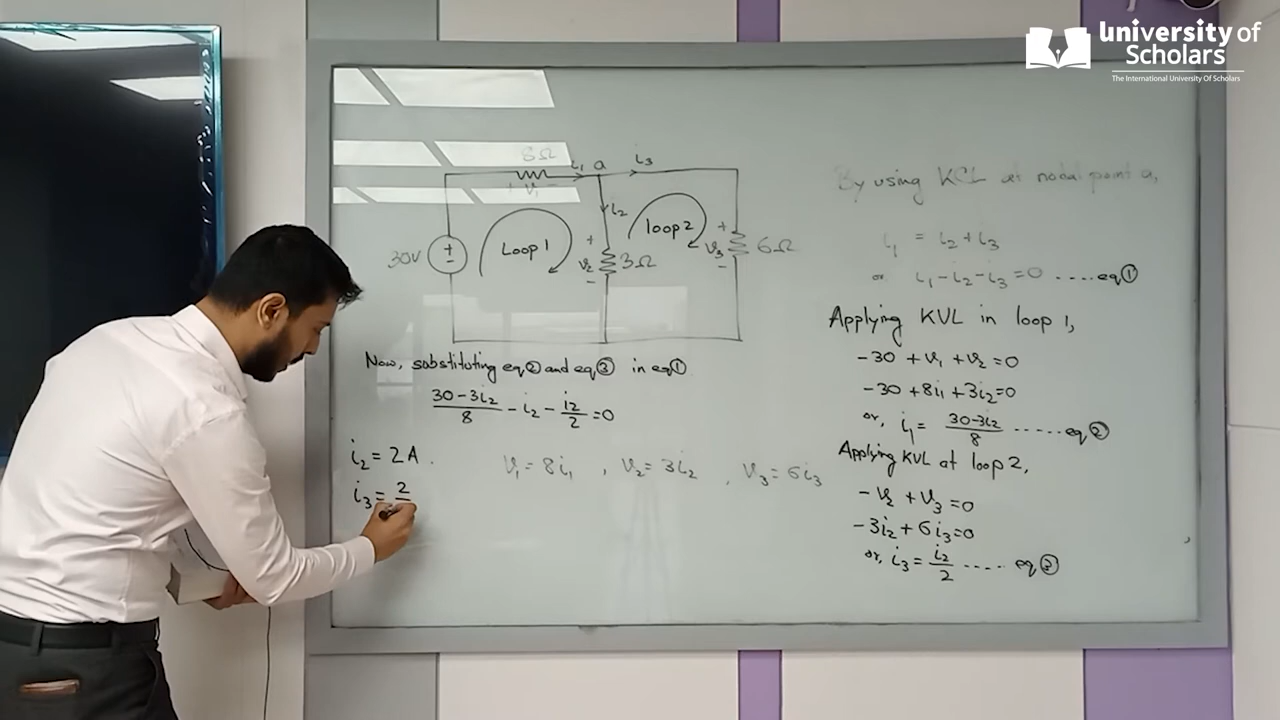 University of
Scholars
The International University Of Scholars
8Ω i₁ a i₃
+ v₁ -
i₂
30V + - Loop 1 + v₂ - 3Ω loop 2 + v₃ - 6Ω
Now, substituting eq② and eq③ in eq①
(30-3i₂)/8 - i₂ - i₂/2 = 0
i₂ = 2A.
i₃ = 2
v₁ = 8i₁ , v₂ = 3i₂ , v₃ = 6i₃
By using KCL at nodal point a,
i₁ = i₂ + i₃
or i₁ - i₂ - i₃ = 0 ..... eq①
Applying KVL in loop 1,
-30 + v₁ + v₂ = 0
-30 + 8i₁ + 3i₂ = 0
or, i₁ = (30-3i₂)/8 ...... eq②
Applying KVL at loop 2,
-v₂ + v₃ = 0
-3i₂ + 6i₃ = 0
or, i₃ = i₂/2 .... eq③